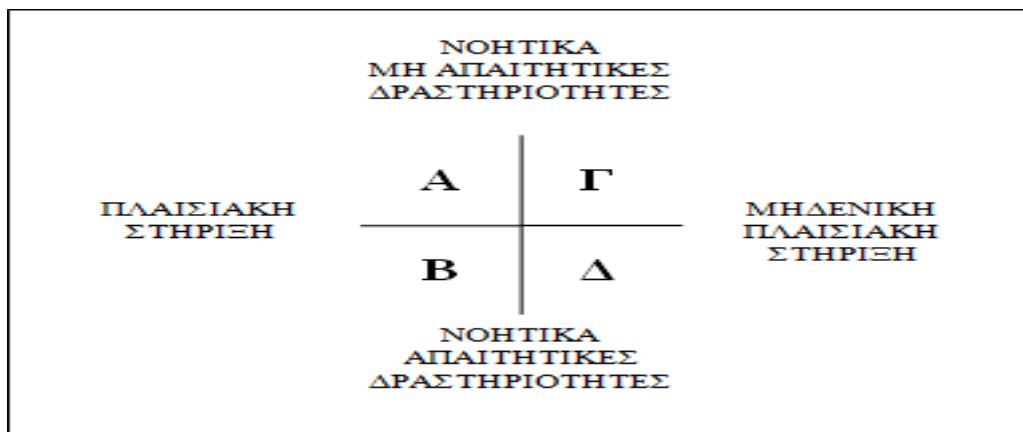 ΝΟΗΤΙΚΑ
ΜΗ ΑΠΑΙΤΗΤΙΚΕΣ
ΔΡΑΣΤΗΡΙΟΤΗΤΕΣ
Α Γ
ΠΛΑΙΣΙΑΚΗ
ΣΤΗΡΙΞΗ
ΜΗΔΕΝΙΚΗ
ΠΛΑΙΣΙΑΚΗ
ΣΤΗΡΙΞΗ
Β Δ
ΝΟΗΤΙΚΑ
ΑΠΑΙΤΗΤΙΚΕΣ
ΔΡΑΣΤΗΡΙΟΤΗΤΕΣ